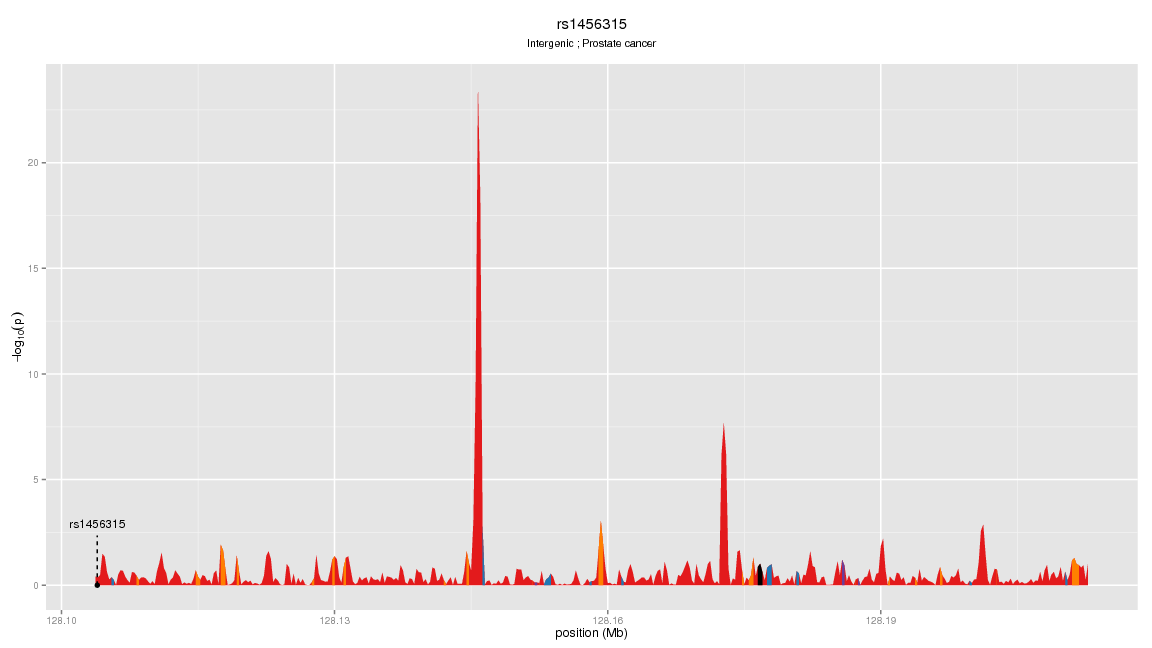 rs1456315
Intergenic ; Prostate cancer
20
15
10
5
0
−log10(p)
rs1456315
128.10
128.13
128.16
128.19
position (Mb)